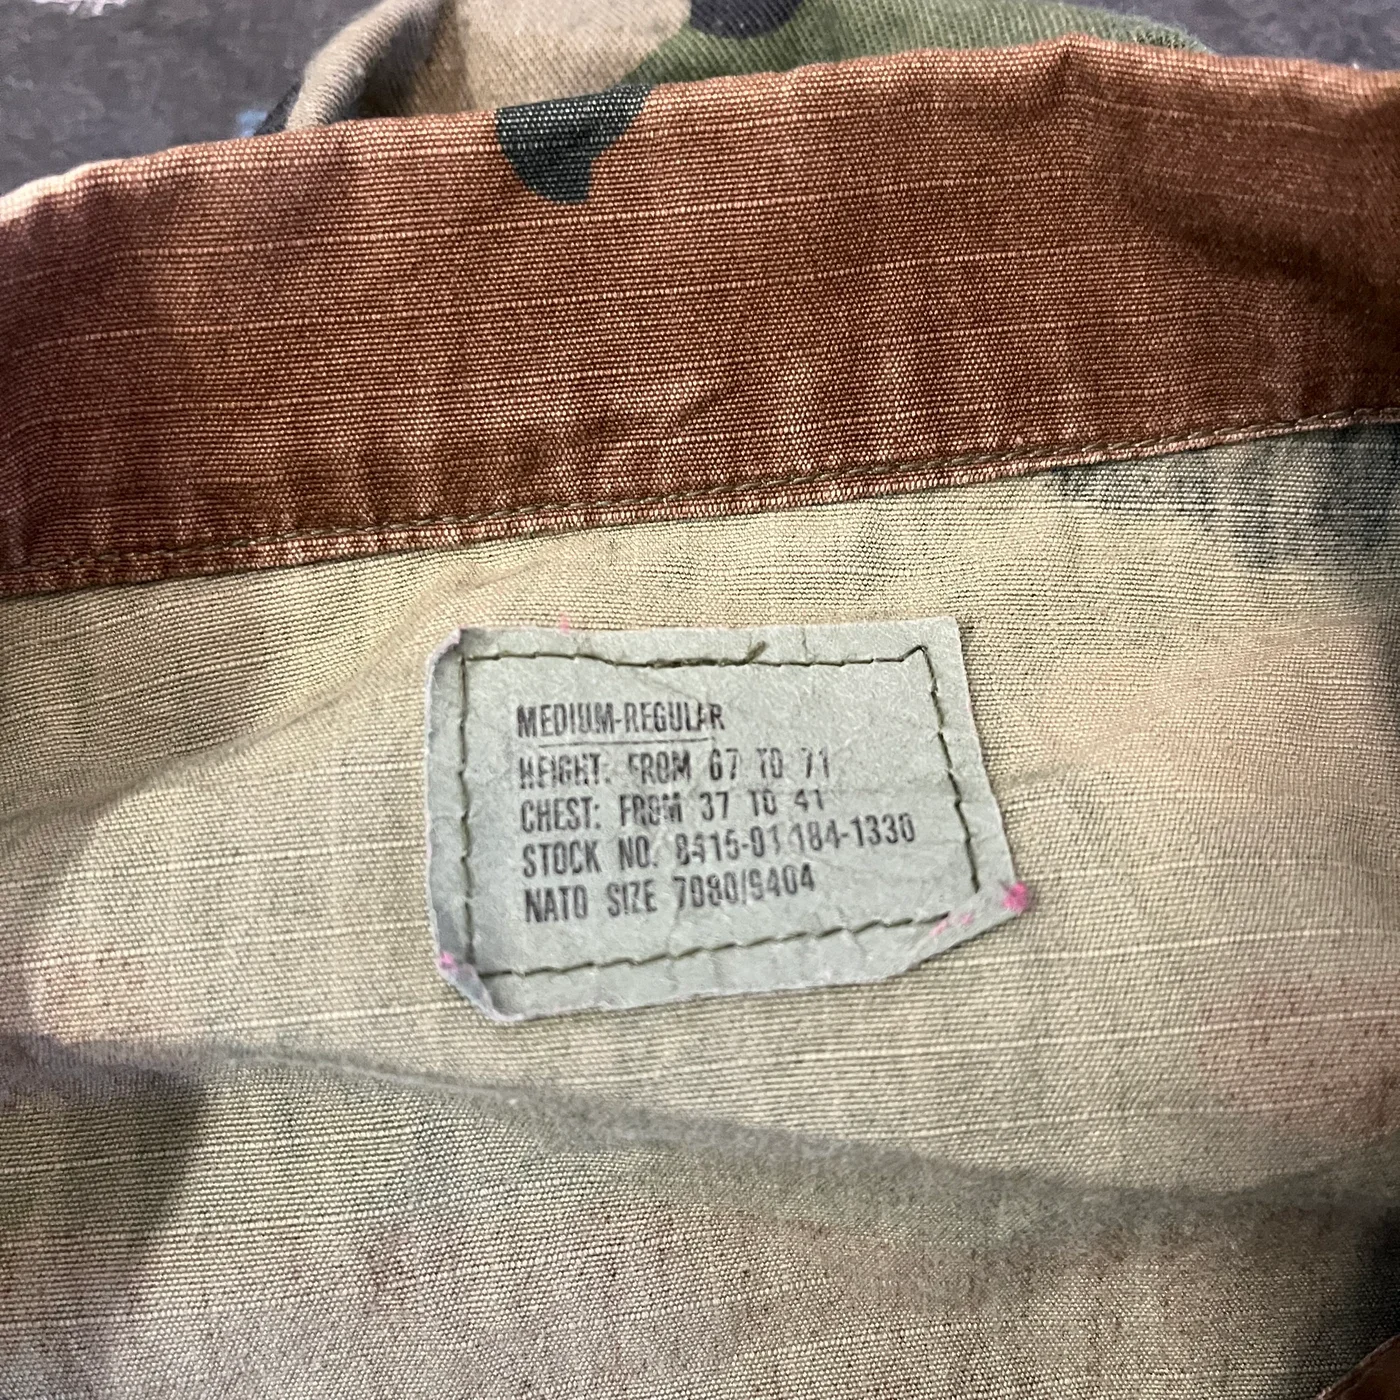 MEDIUM-REGULAR
HEIGHT: FROM 67 TO 71
CHEST: FROM 37 TO 41
STOCK NO. 8415-01-184-1330
NATO SIZE 7080/9404